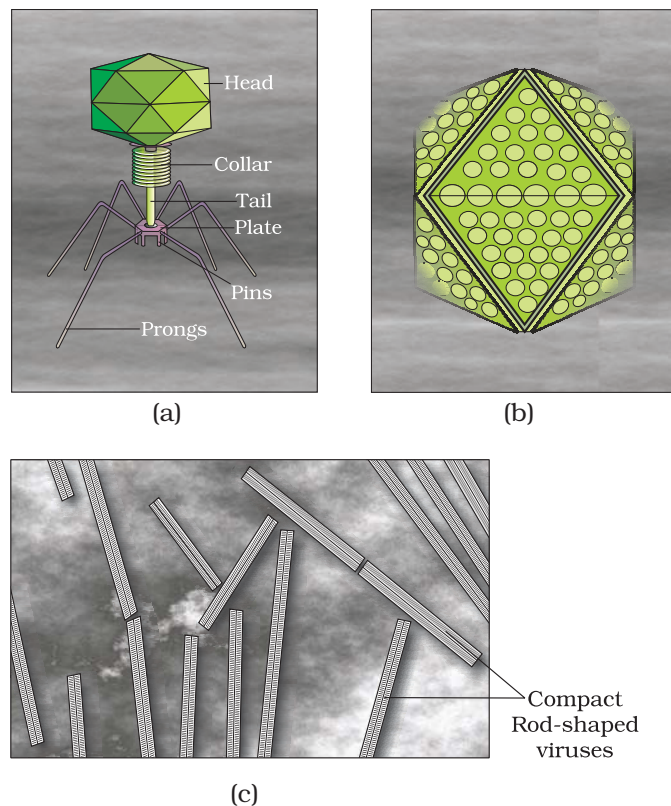 Head
Collar
Tail
Plate
Pins
Prongs
(a)
(b)
Compact
Rod-shaped
viruses
(c)